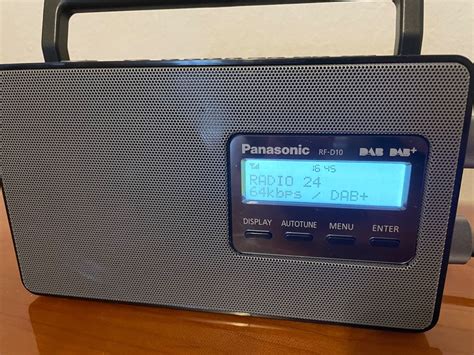 Panasonic RF-D10 DAB DAB+
16:45
RADIO 24
64kbps / DAB+
DISPLAY AUTOTUNE MENU ENTER